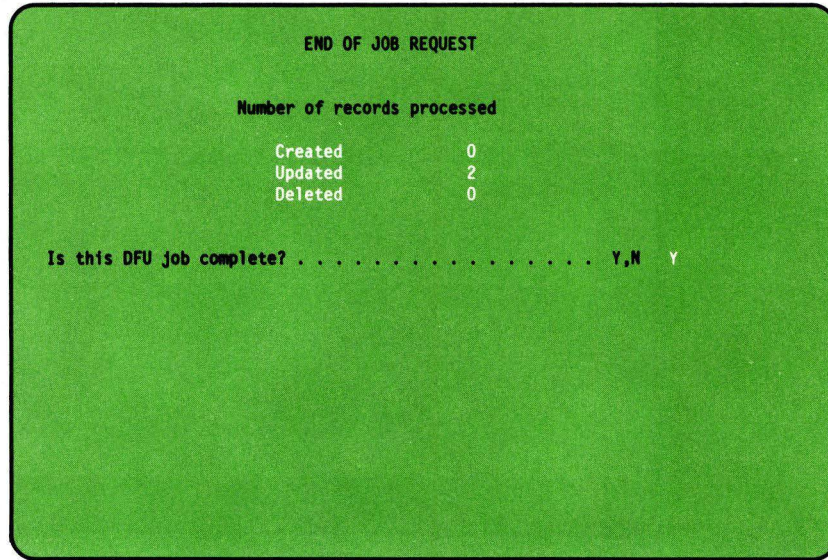 END OF JOB REQUEST
Number of records processed
Created 0
Updated 2
Deleted 0
Is this DFU job complete? . . . . . . . . . . . . . . . . . Y,N Y